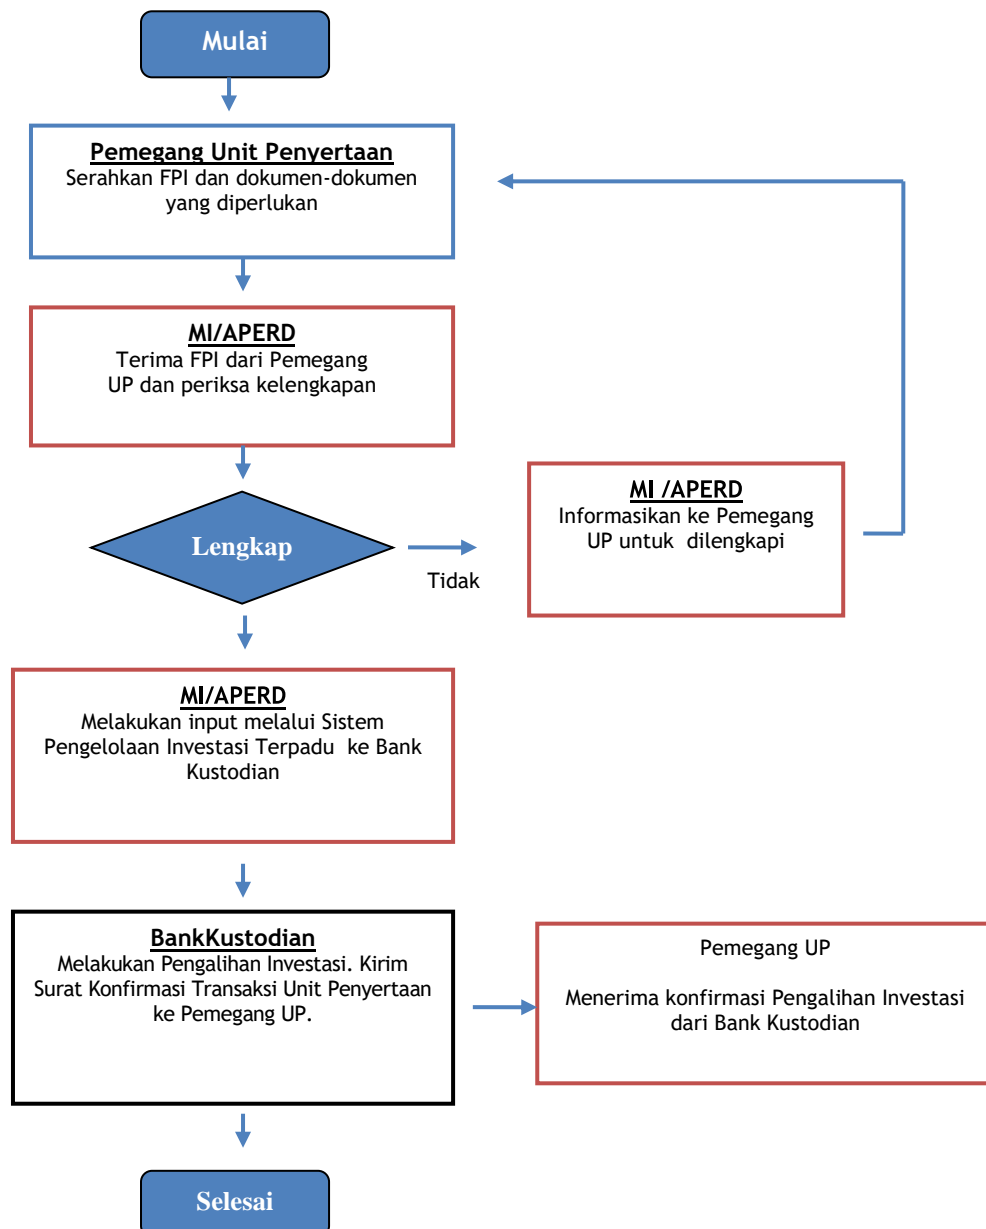 Mulai
Pemegang Unit Penyertaan
Serahkan FPI dan dokumen-dokumen
yang diperlukan
MI/APERD
Terima FPI dari Pemegang
UP dan periksa kelengkapan
MI /APERD
Informasikan ke Pemegang
UP untuk dilengkapi
Lengkap
Tidak
MI/APERD
Melakukan input melalui Sistem
Pengelolaan Investasi Terpadu ke Bank
Kustodian
BankKustodian
Melakukan Pengalihan Investasi. Kirim
Surat Konfirmasi Transaksi Unit Penyertaan
ke Pemegang UP.
Pemegang UP
Menerima konfirmasi Pengalihan Investasi
dari Bank Kustodian
Selesai